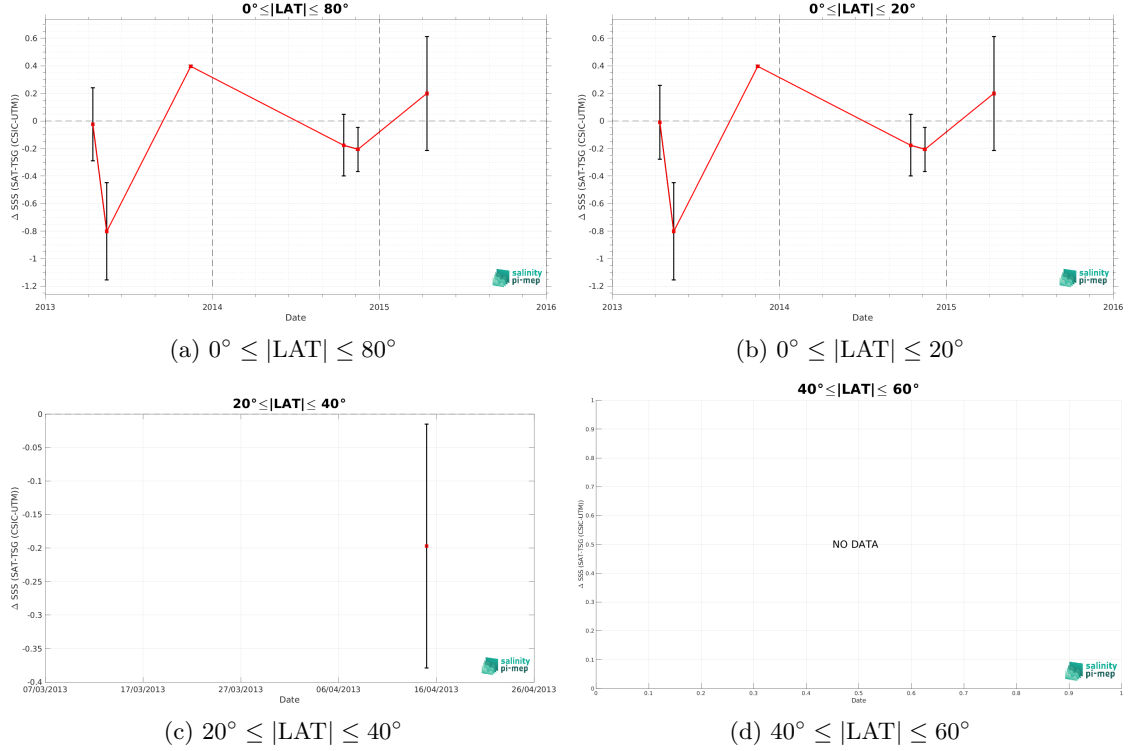 0°≤|LAT|≤ 80°
Δ SSS (SAT-TSG (CSIC-UTM))
0.6
0.4
0.2
0
-0.2
-0.4
-0.6
-0.8
-1
-1.2
2013
2014
2015
2016
Date
salinity
pi-mep
(a) 0° ≤ |LAT| ≤ 80°
0°≤|LAT|≤ 20°
Δ SSS (SAT-TSG (CSIC-UTM))
0.6
0.4
0.2
0
-0.2
-0.4
-0.6
-0.8
-1
-1.2
2013
2014
2015
2016
Date
salinity
pi-mep
(b) 0° ≤ |LAT| ≤ 20°
20°≤|LAT|≤ 40°
Δ SSS (SAT-TSG (CSIC-UTM))
0
-0.05
-0.1
-0.15
-0.2
-0.25
-0.3
-0.35
-0.4
07/03/2013
17/03/2013
27/03/2013
06/04/2013
16/04/2013
26/04/2013
Date
salinity
pi-mep
(c) 20° ≤ |LAT| ≤ 40°
40°≤|LAT|≤ 60°
Δ SSS (SAT-TSG (CSIC-UTM))
1
0.9
0.8
0.7
0.6
0.5
0.4
0.3
0.2
0.1
0
NO DATA
0
0.1
0.2
0.3
0.4
0.5
0.6
0.7
0.8
0.9
1
Date
salinity
pi-mep
(d) 40° ≤ |LAT| ≤ 60°